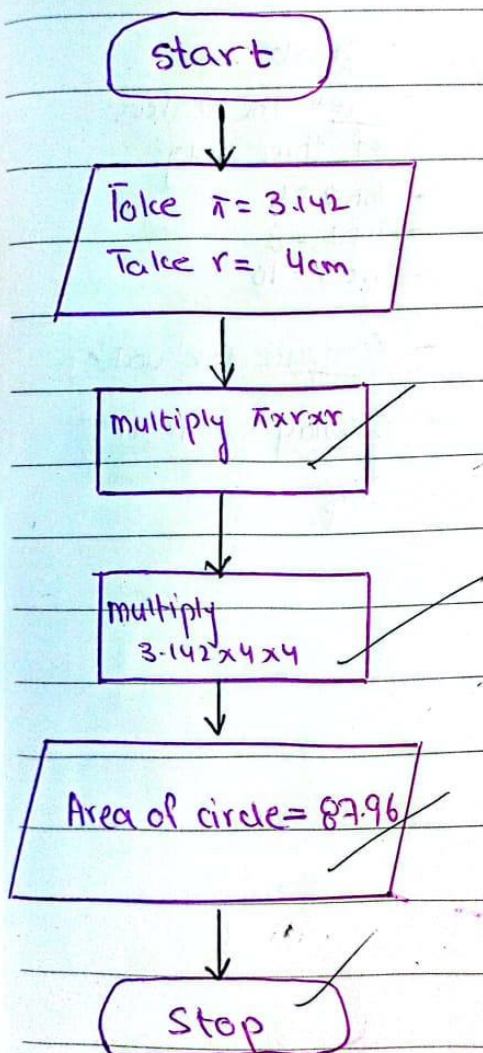 start
Take π = 3.142
Take r = 4cm
multiply π×r×r
multiply
3.142×4×4
Area of circle = 87.96
Stop